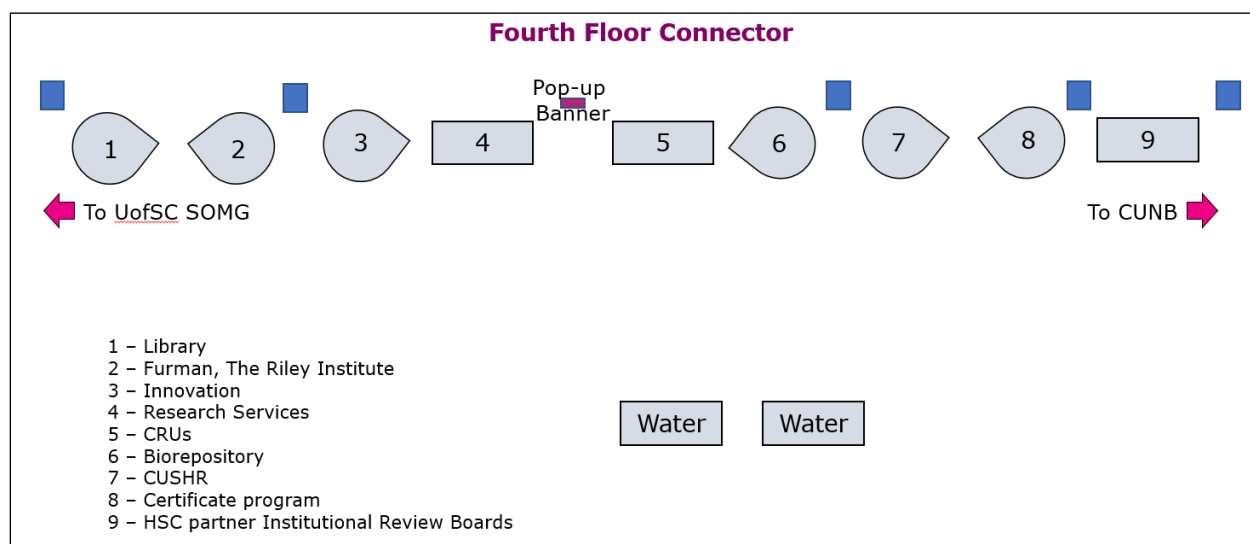 Fourth Floor Connector
Pop-up
Banner
1
2
3
4
5
6
7
8
9
To UofSC SOMG
To CUNB
1 – Library
2 – Furman, The Riley Institute
3 – Innovation
4 – Research Services
5 – CRUs
6 – Biorepository
7 – CUSHR
8 – Certificate program
9 – HSC partner Institutional Review Boards
Water
Water